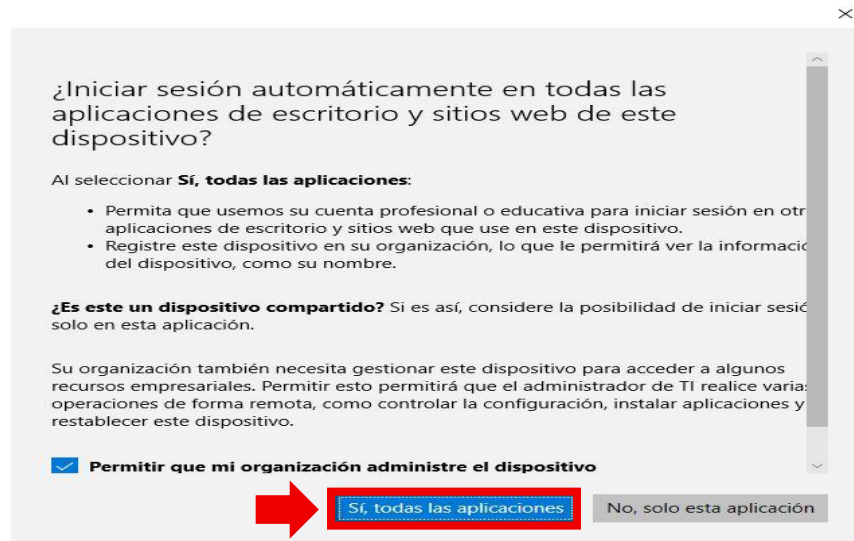 ¿Iniciar sesión automáticamente en todas las
aplicaciones de escritorio y sitios web de este
dispositivo?
Al seleccionar Sí, todas las aplicaciones:
• Permita que usemos su cuenta profesional o educativa para iniciar sesión en otr
aplicaciones de escritorio y sitios web que use en este dispositivo.
• Registre este dispositivo en su organización, lo que le permitirá ver la informació
del dispositivo, como su nombre.
¿Es este un dispositivo compartido? Si es así, considere la posibilidad de iniciar sesió
solo en esta aplicación.
Su organización también necesita gestionar este dispositivo para acceder a algunos
recursos empresariales. Permitir esto permitirá que el administrador de TI realice varia
operaciones de forma remota, como controlar la configuración, instalar aplicaciones y
restablecer este dispositivo.
Permitir que mi organización administre el dispositivo
Sí, todas las aplicaciones
No, solo esta aplicación